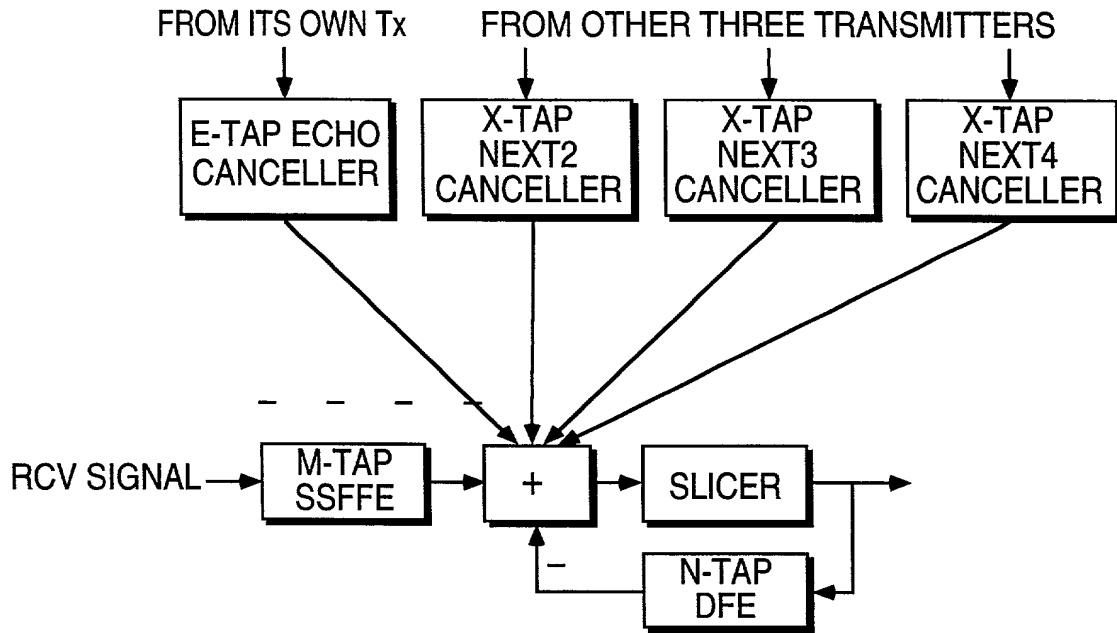 FROM ITS OWN Tx
FROM OTHER THREE TRANSMITTERS
E-TAP ECHO
CANCELLER
X-TAP
NEXT2
CANCELLER
X-TAP
NEXT3
CANCELLER
X-TAP
NEXT4
CANCELLER
– – – –
RCV SIGNAL
M-TAP
SSFFE
+
SLICER
–
N-TAP
DFE